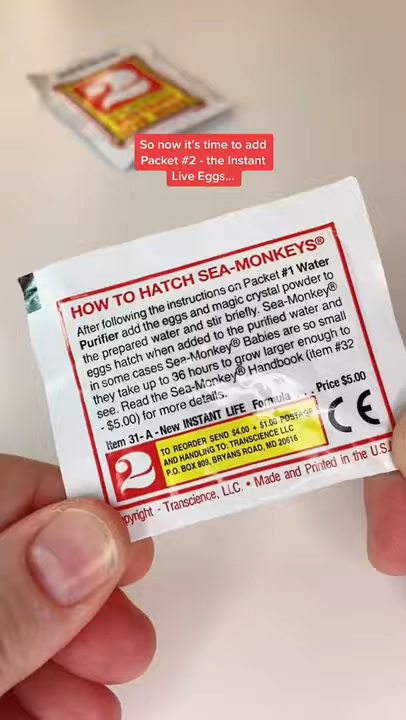 2
So now it's time to add
Packet #2 - the Instant
Live Eggs...
HOW TO HATCH SEA-MONKEYS®
After following the instructions on Packet #1 Water
Purifier add the eggs and magic crystal powder to
the prepared water and stir briefly. Sea-Monkey®
eggs hatch when added to the purified water and
in some cases Sea-Monkey® Babies are so small
they take up to 36 hours to grow larger enough to
see. Read the Sea-Monkey® Handbook (item #32
- $5.00) for more details.
Item 31-A - New INSTANT LIFE Formula . . . Price $5.00
2
TO REORDER SEND $4.00 + $1.00 POSTAGE
AND HANDLING TO: TRANSCIENCE LLC
P.O. BOX 809, BRYANS ROAD, MD 20616
CE
pyright - Transcience, LLC. • Made and Printed in the U.S.